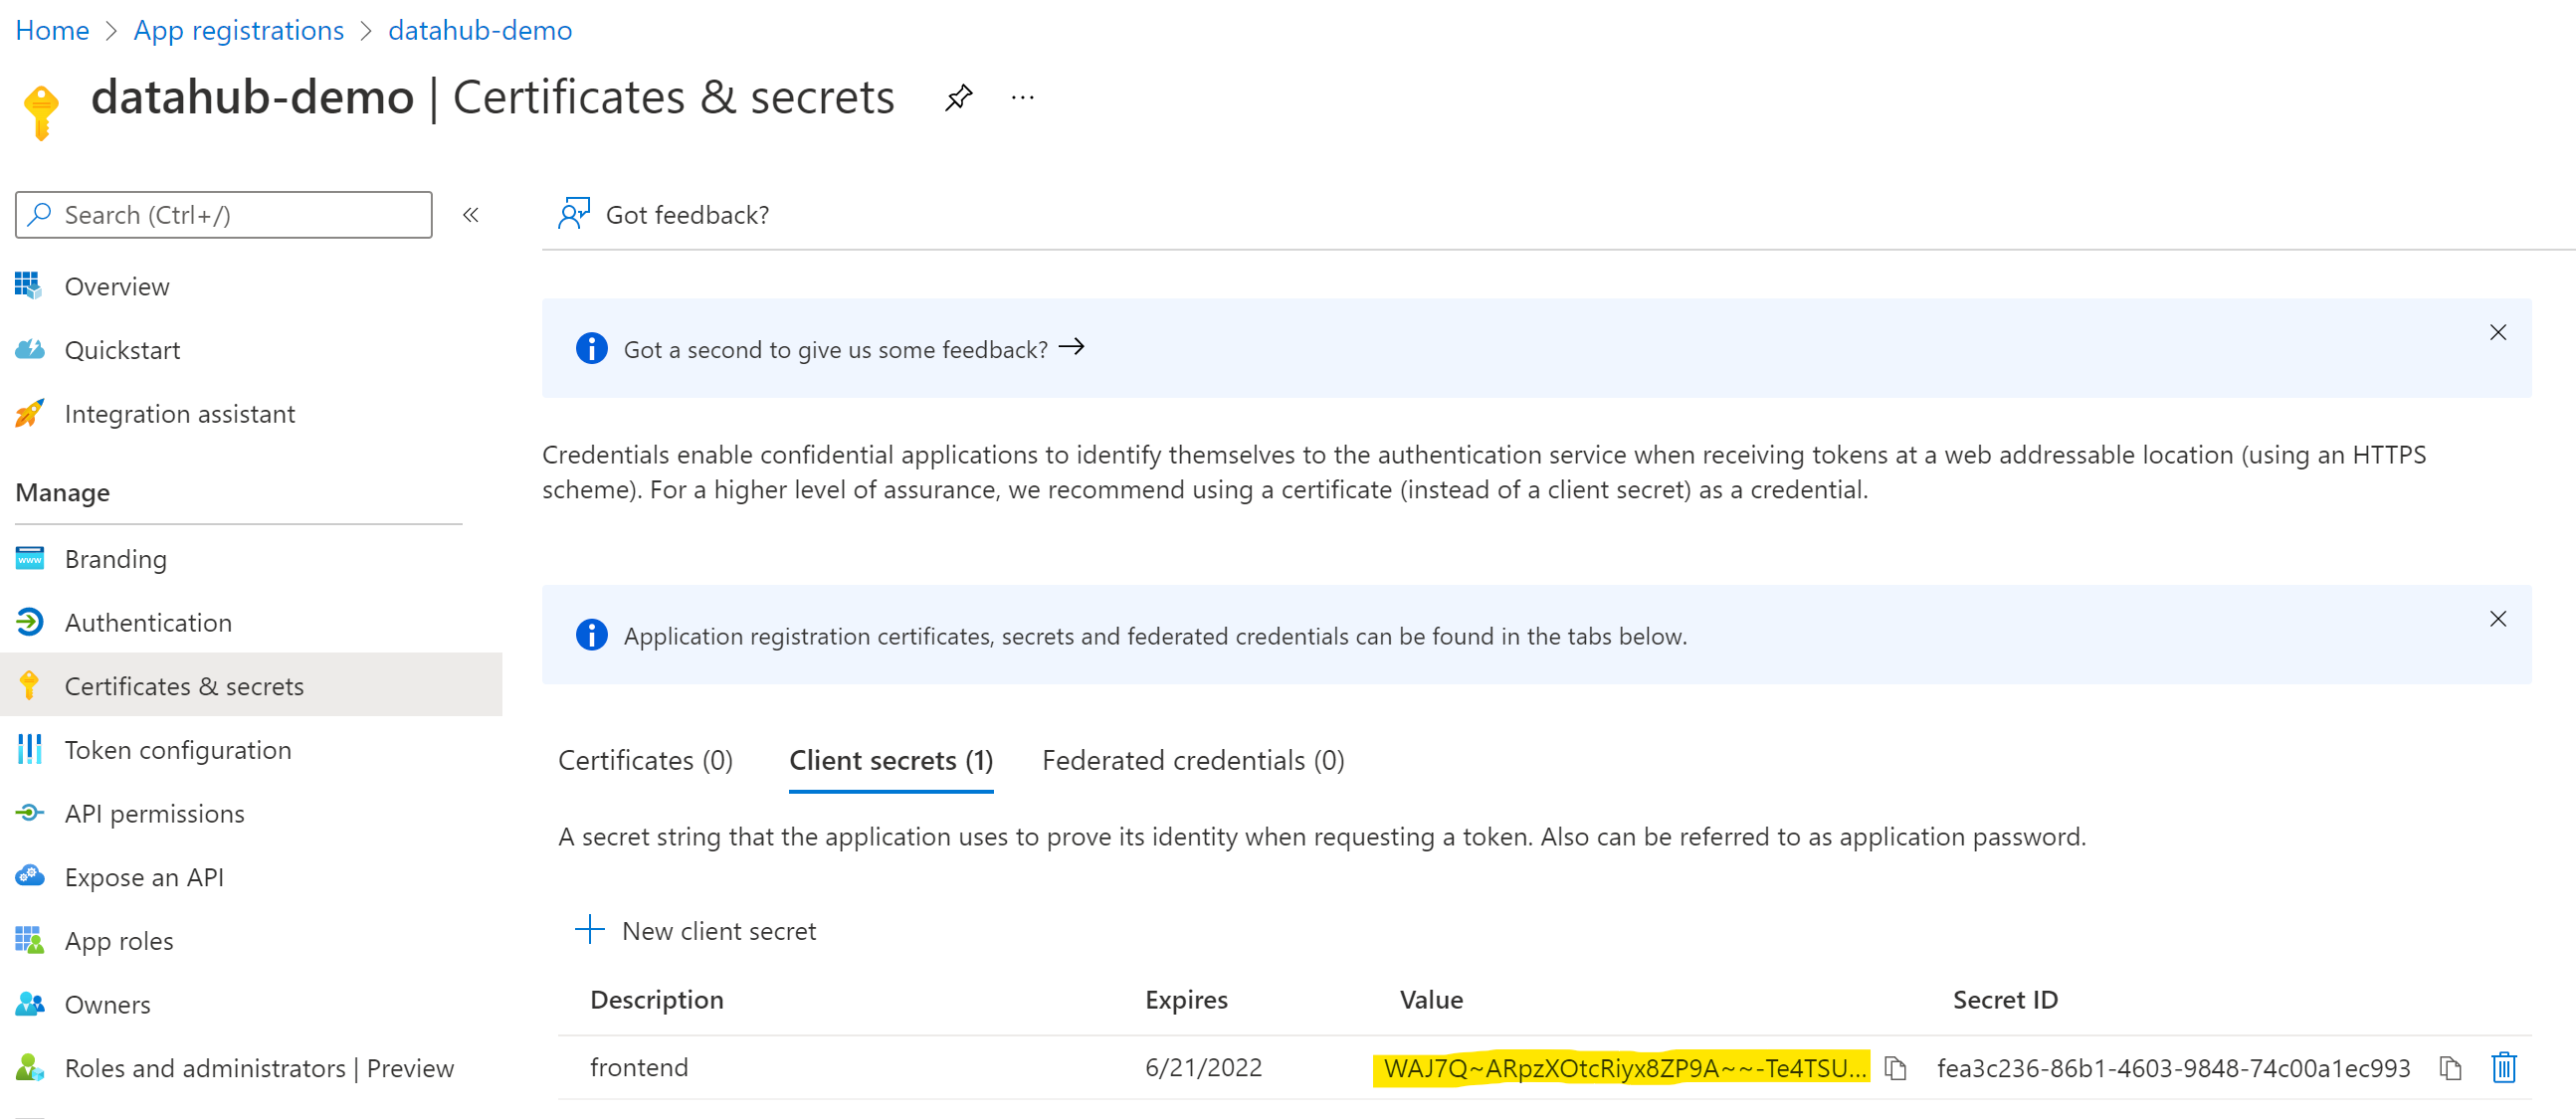 Home > App registrations > datahub-demo
datahub-demo | Certificates & secrets
...
Search (Ctrl+/)
«
Overview
Quickstart
Integration assistant
Manage
Branding
Authentication
Certificates & secrets
Token configuration
API permissions
Expose an API
App roles
Owners
Roles and administrators | Preview
Got feedback?
Got a second to give us some feedback? →
Credentials enable confidential applications to identify themselves to the authentication service when receiving tokens at a web addressable location (using an HTTPS
scheme). For a higher level of assurance, we recommend using a certificate (instead of a client secret) as a credential.
Application registration certificates, secrets and federated credentials can be found in the tabs below.
Certificates (0) Client secrets (1) Federated credentials (0)
A secret string that the application uses to prove its identity when requesting a token. Also can be referred to as application password.
New client secret
Description Expires Value Secret ID
frontend 6/21/2022 WAJ7Q~ARpzXOtcRiyx8ZP9A~~-Te4TSU... fea3c236-86b1-4603-9848-74c00a1ec993